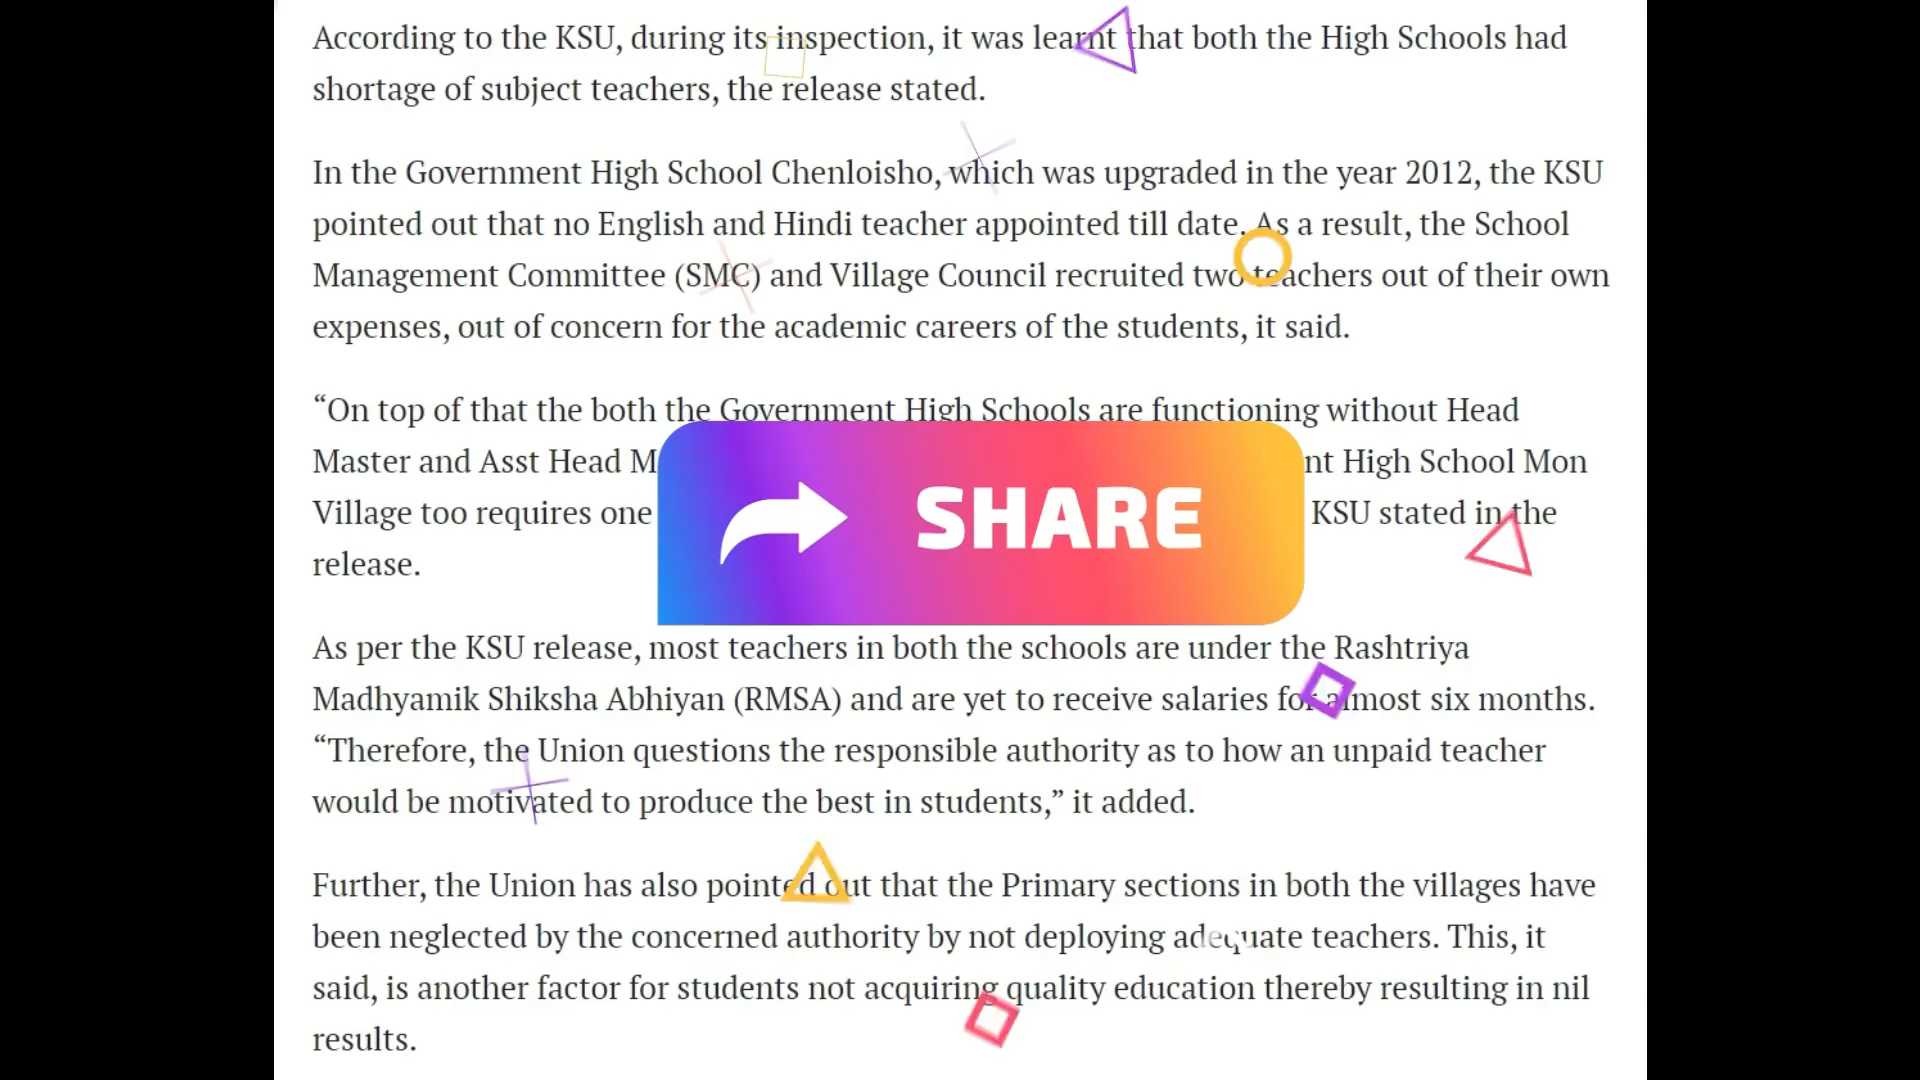 According to the KSU, during its inspection, it was learnt that both the High Schools had
shortage of subject teachers, the release stated.
In the Government High School Chenloisho, which was upgraded in the year 2012, the KSU
pointed out that no English and Hindi teacher appointed till date. As a result, the School
Management Committee (SMC) and Village Council recruited two teachers out of their own
expenses, out of concern for the academic careers of the students, it said.
“On top of that the both the Government High Schools are functioning without Head
Master and Asst Head High School Mon
Village too requires one KSU stated in the
release.
SHARE
As per the KSU release, most teachers in both the schools are under the Rashtriya
Madhyamik Shiksha Abhiyan (RMSA) and are yet to receive salaries for almost six months.
“Therefore, the Union questions the responsible authority as to how an unpaid teacher
would be motivated to produce the best in students,” it added.
Further, the Union has also pointed out that the Primary sections in both the villages have
been neglected by the concerned authority by not deploying adequate teachers. This, it
said, is another factor for students not acquiring quality education thereby resulting in nil
results.